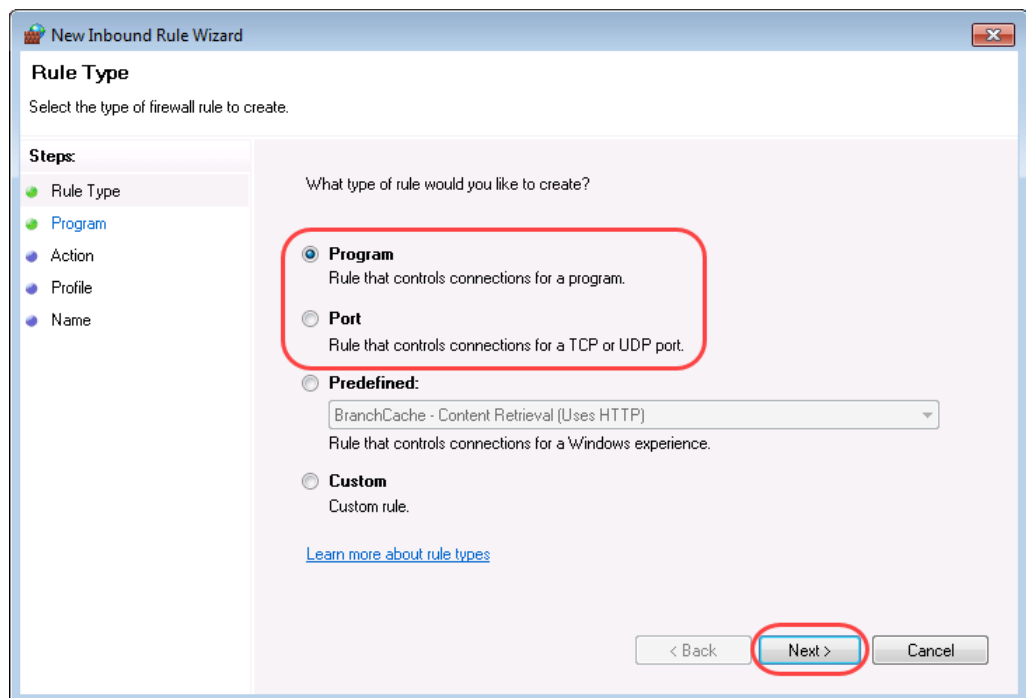 New Inbound Rule Wizard
Rule Type
Select the type of firewall rule to create.
Steps:
Rule Type
Program
Action
Profile
Name
What type of rule would you like to create?
Program
Rule that controls connections for a program.
Port
Rule that controls connections for a TCP or UDP port.
Predefined:
BranchCache - Content Retrieval (Uses HTTP)
Rule that controls connections for a Windows experience.
Custom
Custom rule.
Learn more about rule types
< Back
Next >
Cancel